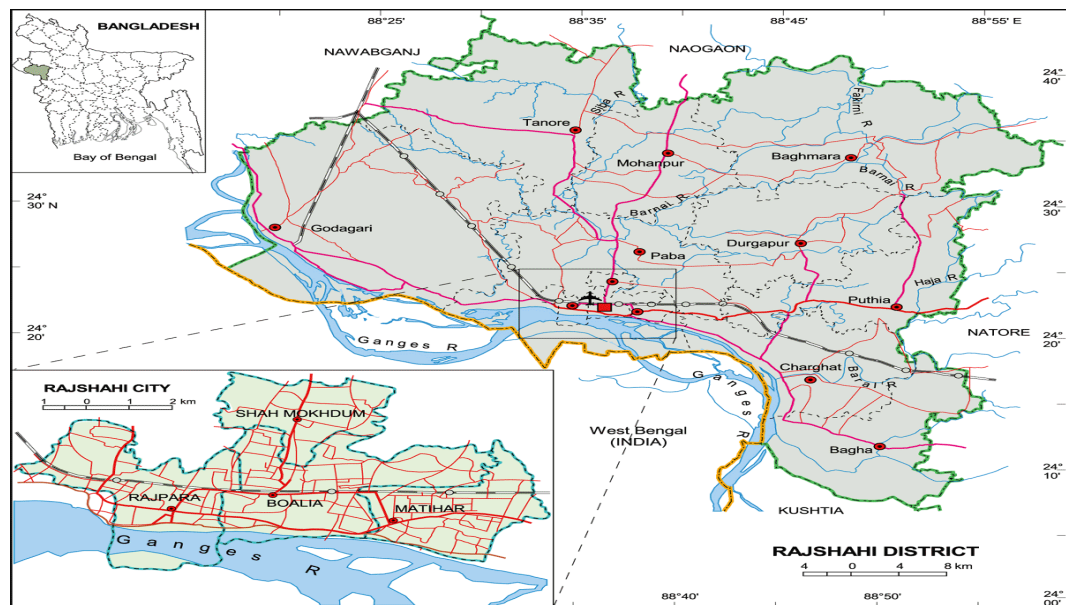 BANGLADESH
Bay of Bengal
88°25'
88°35'
88°45'
88°55' E
NAWABGANJ
NAOGAON
24°
40'
Siba R
Fakirni R
Tanore
Mohanpur
Baghmara
Barnai R
Barnai R
24°
30' N
24°
30'
Godagari
Durgapur
Paba
Haja R
Puthia
NATORE
24°
20'
24°
20'
Ganges R
Charghat
Baral R
Ganges R
West Bengal
(INDIA)
Bagha
24°
10'
KUSHTIA
RAJSHAHI CITY
1 0 2 km
SHAH MOKHDUM
RAJPARA
BOALIA
MATIHAR
Ganges R
RAJSHAHI DISTRICT
4 0 4 8 km
88°40'
88°50'
24°
00'